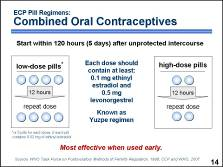 ECP Pill Regimens:
Combined Oral Contraceptives
Start within 120 hours (5 days) after unprotected intercourse
low-dose pills*
12 hours
repeat dose
Each dose should
contain at least:
0.1 mg ethinyl
estradiol and
0.5 mg
levonorgestrel
Known as
Yuzpe regimen
high-dose pills
12 hours
repeat dose
Most effective when used early.
14